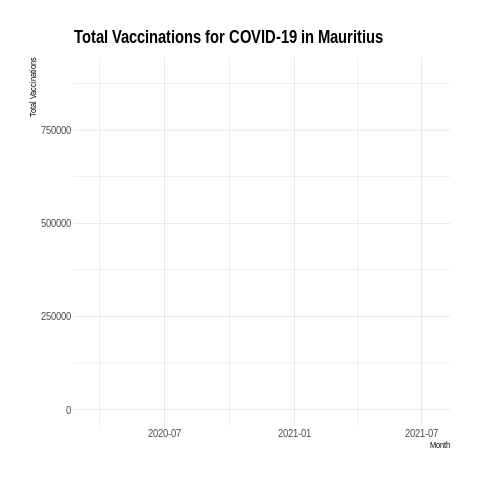 Total Vaccinations for COVID-19 in Mauritius
Total Vaccinations
750000
500000
250000
0
2020-07 2021-01 2021-07
Month